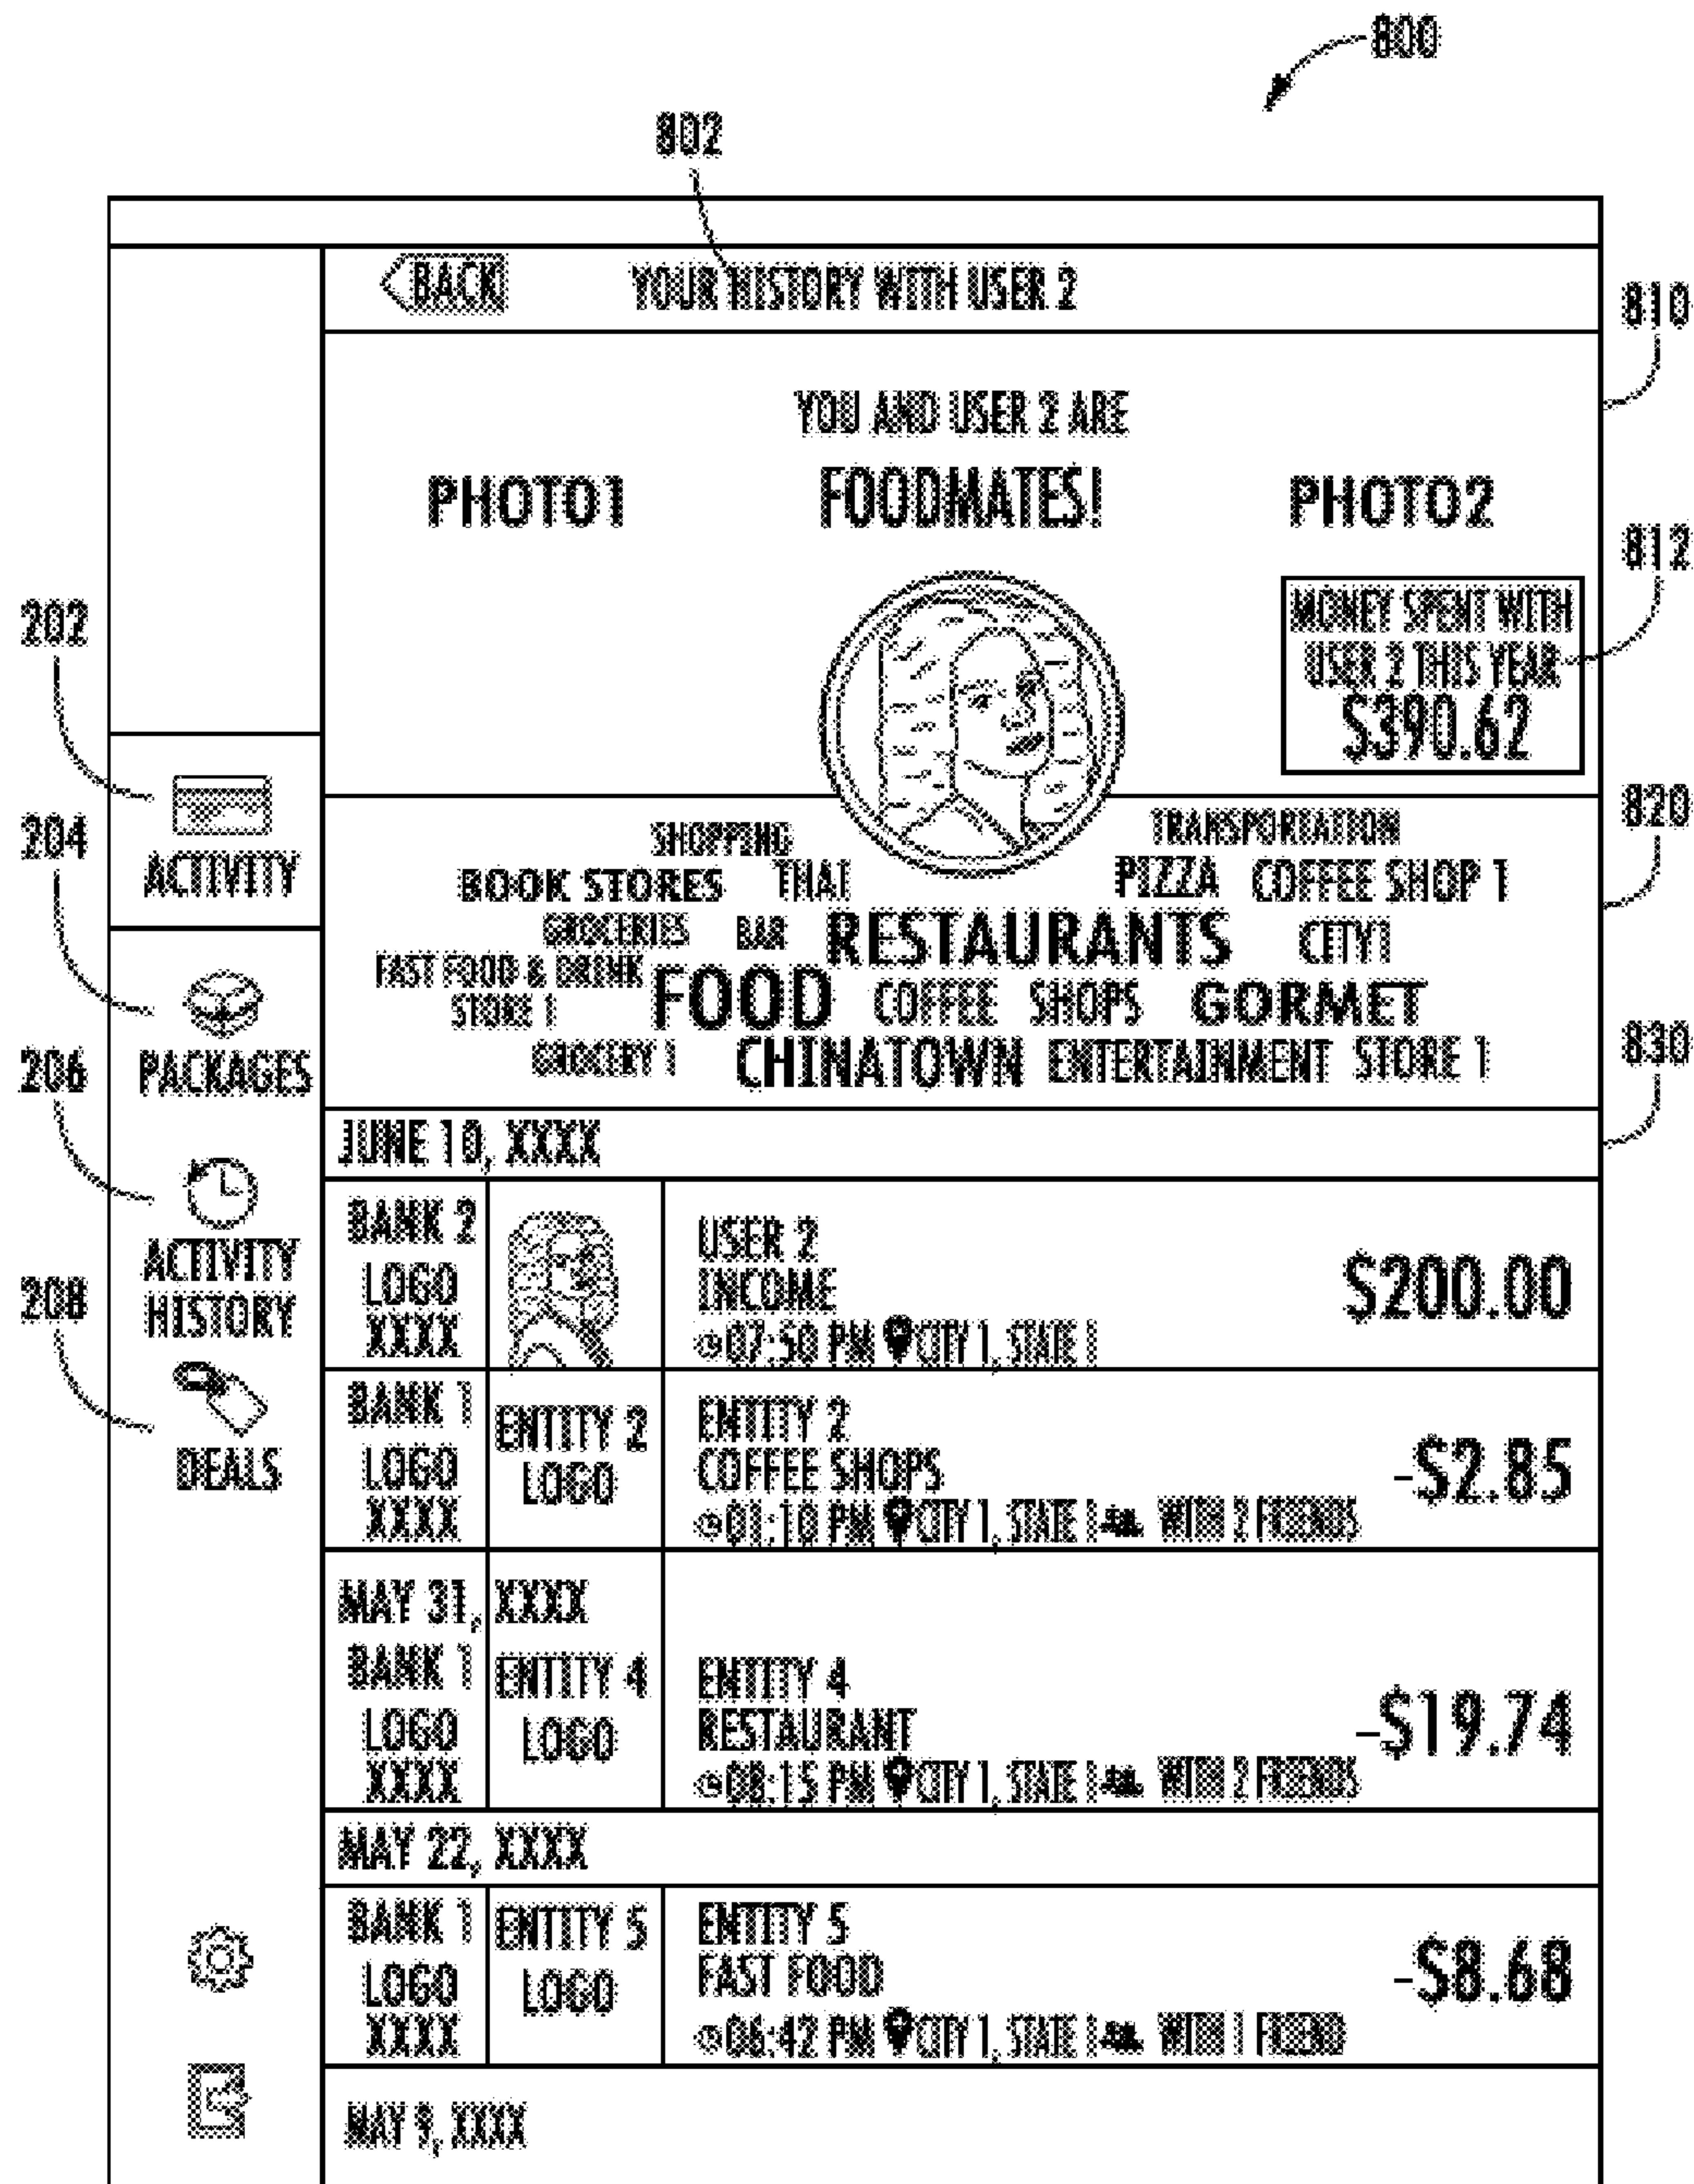 800
802
BACK
YOUR HISTORY WITH USER 2
810
YOU AND USER 2 ARE
PHOTO1
FOODMATES!
PHOTO2
812
MONEY SPENT WITH
USER 2 THIS YEAR
$390.62
202
ACTIVITY
204
PACKAGES
206
ACTIVITY
HISTORY
208
DEALS
820
SHOPPING
TRANSPORTATION
BOOK STORES THAI PIZZA COFFEE SHOP 1
GROCERIES BAR RESTAURANTS CITY1
FAST FOOD & DRINK
STORE 1 FOOD COFFEE SHOPS GORMET
GROCERY 1 CHINATOWN ENTERTAINMENT STORE 1
830
JUNE 10, XXXX
BANK 2
LOGO
XXXX
USER 2
INCOME
07:50 PM CITY 1, STATE 1
$200.00
BANK 1
LOGO
XXXX
ENTITY 2
LOGO
ENTITY 2
COFFEE SHOPS
01:10 PM CITY 1, STATE 1 WITH 2 FRIENDS
-$2.85
MAY 31, XXXX
BANK 1
LOGO
XXXX
ENTITY 4
LOGO
ENTITY 4
RESTAURANT
08:15 PM CITY 1, STATE 1 WITH 2 FRIENDS
-$19.74
MAY 22, XXXX
BANK 1
LOGO
XXXX
ENTITY 5
LOGO
ENTITY 5
FAST FOOD
06:42 PM CITY 1, STATE 1 WITH 1 FRIEND
-$8.68
MAY 9, XXXX